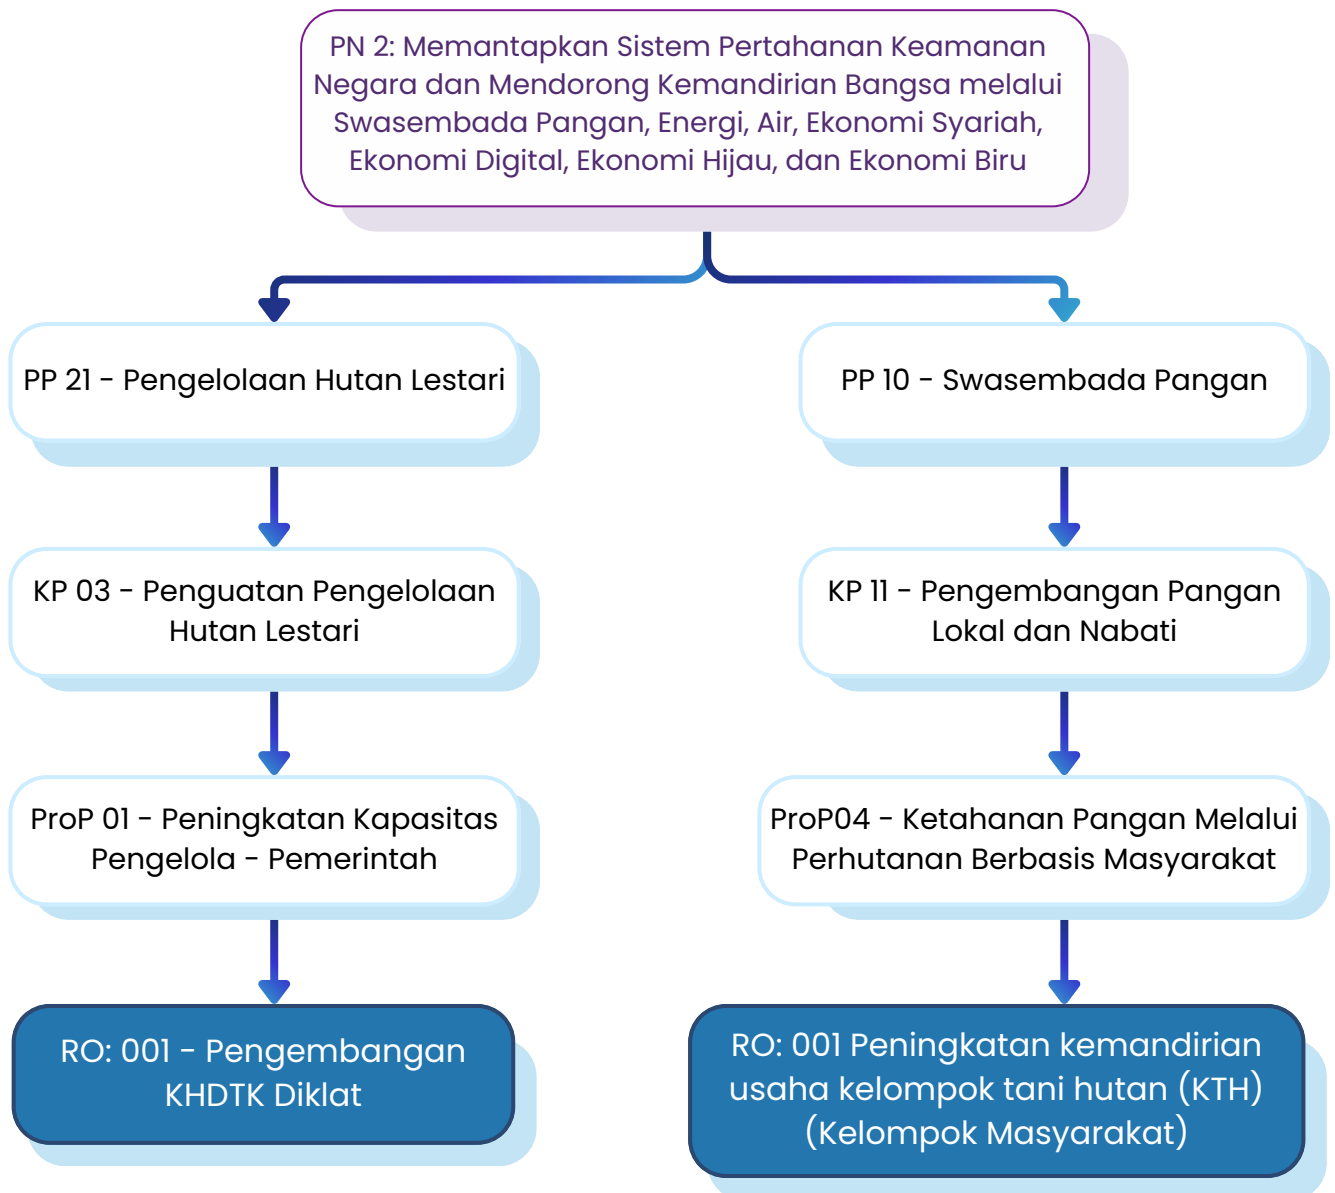 PN 2: Memantapkan Sistem Pertahanan Keamanan
Negara dan Mendorong Kemandirian Bangsa melalui
Swasembada Pangan, Energi, Air, Ekonomi Syariah,
Ekonomi Digital, Ekonomi Hijau, dan Ekonomi Biru
PP 21 - Pengelolaan Hutan Lestari
KP 03 - Penguatan Pengelolaan
Hutan Lestari
ProP 01 - Peningkatan Kapasitas
Pengelola - Pemerintah
RO: 001 - Pengembangan
KHDTK Diklat
PP 10 - Swasembada Pangan
KP 11 - Pengembangan Pangan
Lokal dan Nabati
ProP04 - Ketahanan Pangan Melalui
Perhutanan Berbasis Masyarakat
RO: 001 Peningkatan kemandirian
usaha kelompok tani hutan (KTH)
(Kelompok Masyarakat)